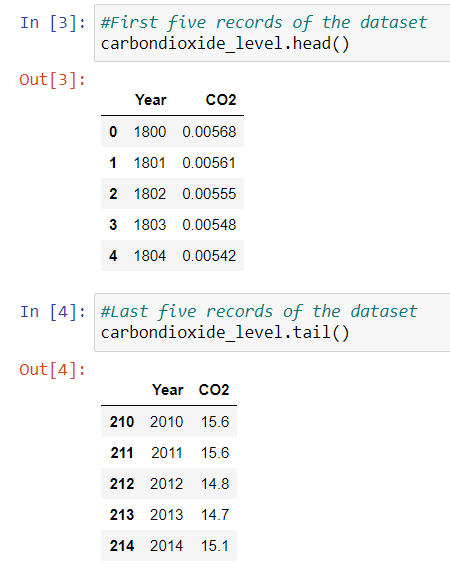 In [3]: #First five records of the dataset
carbondioxide_level.head()
Out[3]:
Year CO2
0 1800 0.00568
1 1801 0.00561
2 1802 0.00555
3 1803 0.00548
4 1804 0.00542
In [4]: #Last five records of the dataset
carbondioxide_level.tail()
Out[4]:
Year CO2
210 2010 15.6
211 2011 15.6
212 2012 14.8
213 2013 14.7
214 2014 15.1